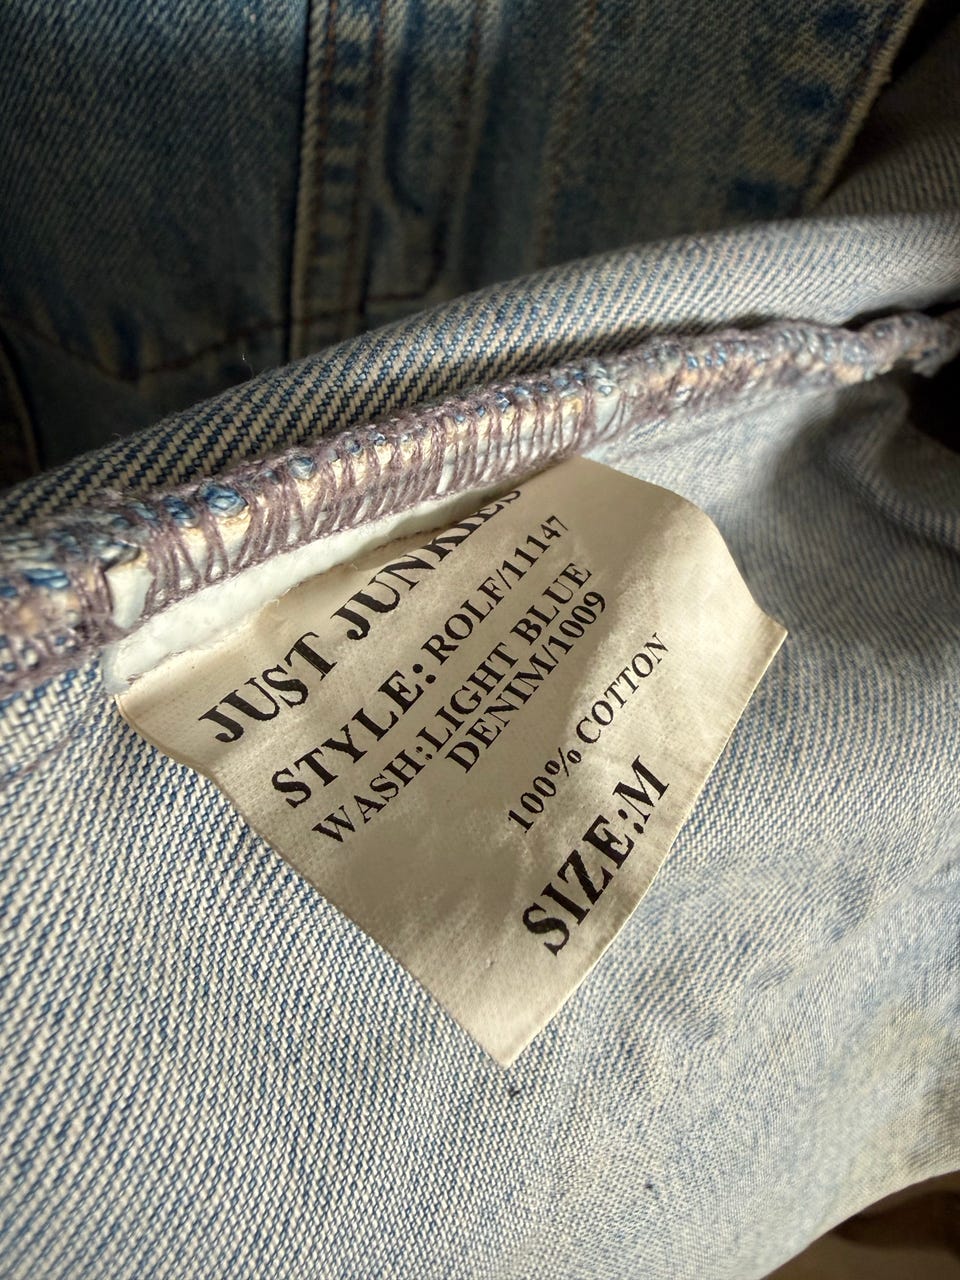 JUST JUNKIES
STYLE: ROLF/11147
WASH:LIGHT BLUE
DENIM/1009
100% COTTON
SIZE:M